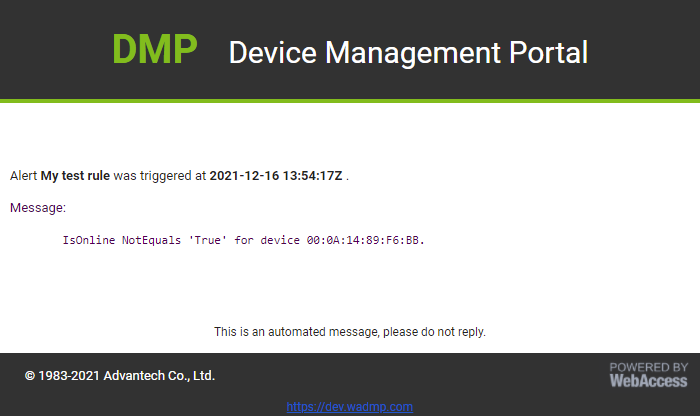 DMP Device Management Portal
Alert My test rule was triggered at 2021-12-16 13:54:17Z .
Message:
IsOnline NotEquals 'True' for device 00:0A:14:89:F6:BB.
This is an automated message, please do not reply.
© 1983-2021 Advantech Co., Ltd.
POWERED BY
WebAccess
https://dev.wadmp.com